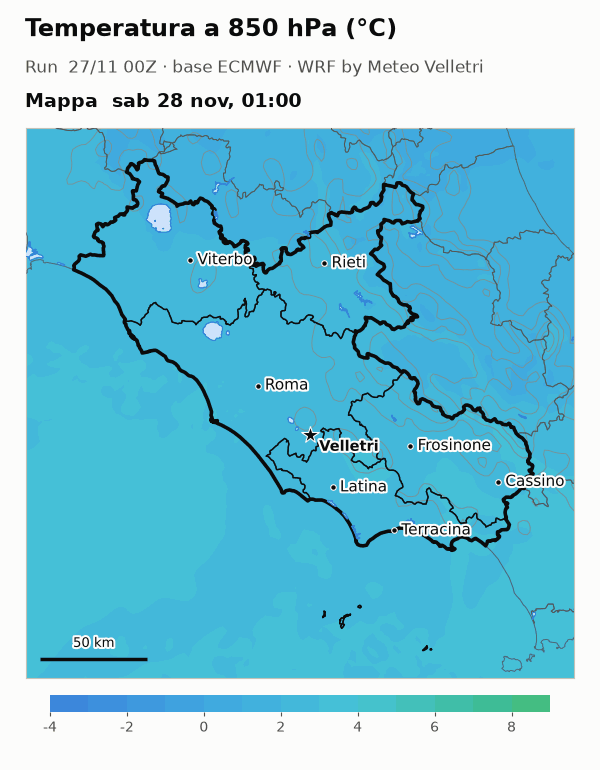 Temperatura a 850 hPa (°C)
Run  27/11 00Z · base ECMWF · WRF by Meteo Velletri
Mappa  sab 28 nov, 01:00
Viterbo
Rieti
Roma
Velletri
Frosinone
Latina
Cassino
Terracina
50 km
-4 -2 0 2 4 6 8